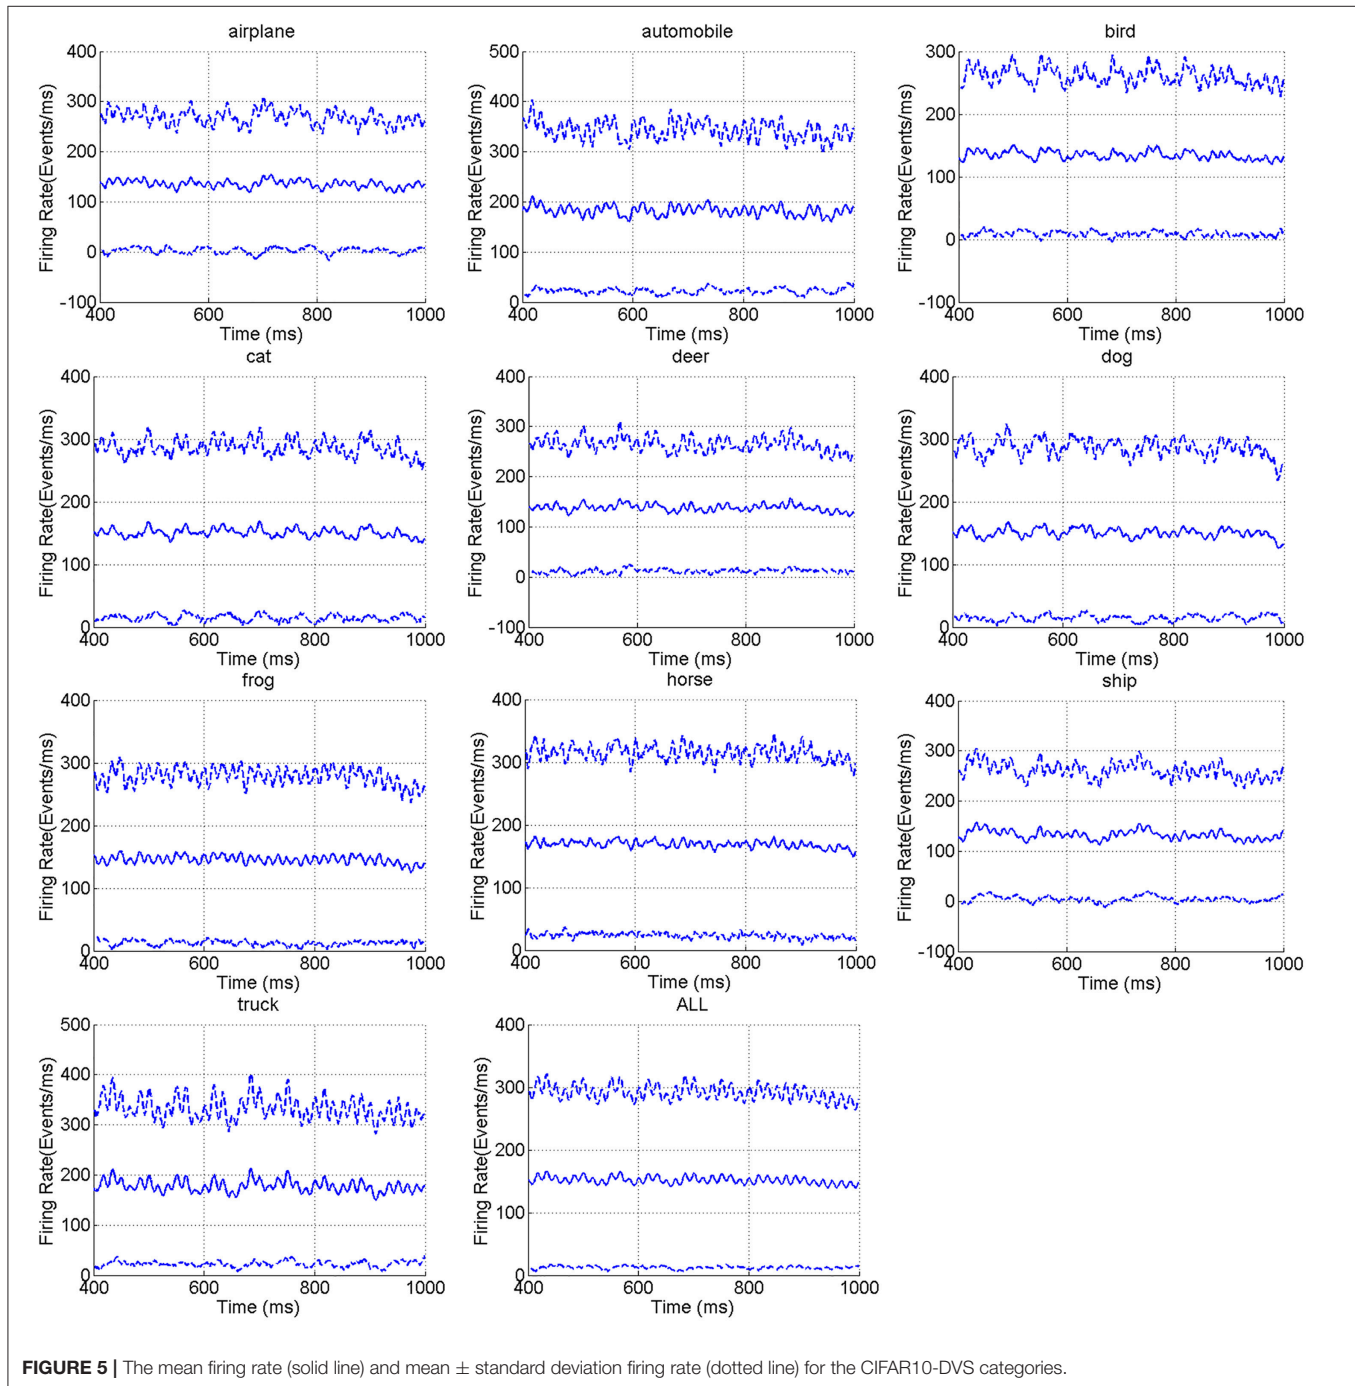 airplane
400
300
200
100
0
−100
Firing Rate(Events/ms)
400 600 800 1000
Time (ms)
automobile
500
400
300
200
100
0
Firing Rate(Events/ms)
400 600 800 1000
Time (ms)
bird
300
200
100
0
−100
Firing Rate(Events/ms)
400 600 800 1000
Time (ms)
cat
400
300
200
100
0
Firing Rate(Events/ms)
400 600 800 1000
Time (ms)
deer
400
300
200
100
0
−100
Firing Rate(Events/ms)
400 600 800 1000
Time (ms)
dog
400
300
200
100
0
Firing Rate(Events/ms)
400 600 800 1000
Time (ms)
frog
400
300
200
100
0
Firing Rate(Events/ms)
400 600 800 1000
Time (ms)
horse
400
300
200
100
0
Firing Rate(Events/ms)
400 600 800 1000
Time (ms)
ship
400
300
200
100
0
−100
Firing Rate(Events/ms)
400 600 800 1000
Time (ms)
truck
500
400
300
200
100
0
Firing Rate(Events/ms)
400 600 800 1000
Time (ms)
ALL
400
300
200
100
0
Firing Rate(Events/ms)
400 600 800 1000
Time (ms)
FIGURE 5 | The mean firing rate (solid line) and mean ± standard deviation firing rate (dotted line) for the CIFAR10-DVS categories.